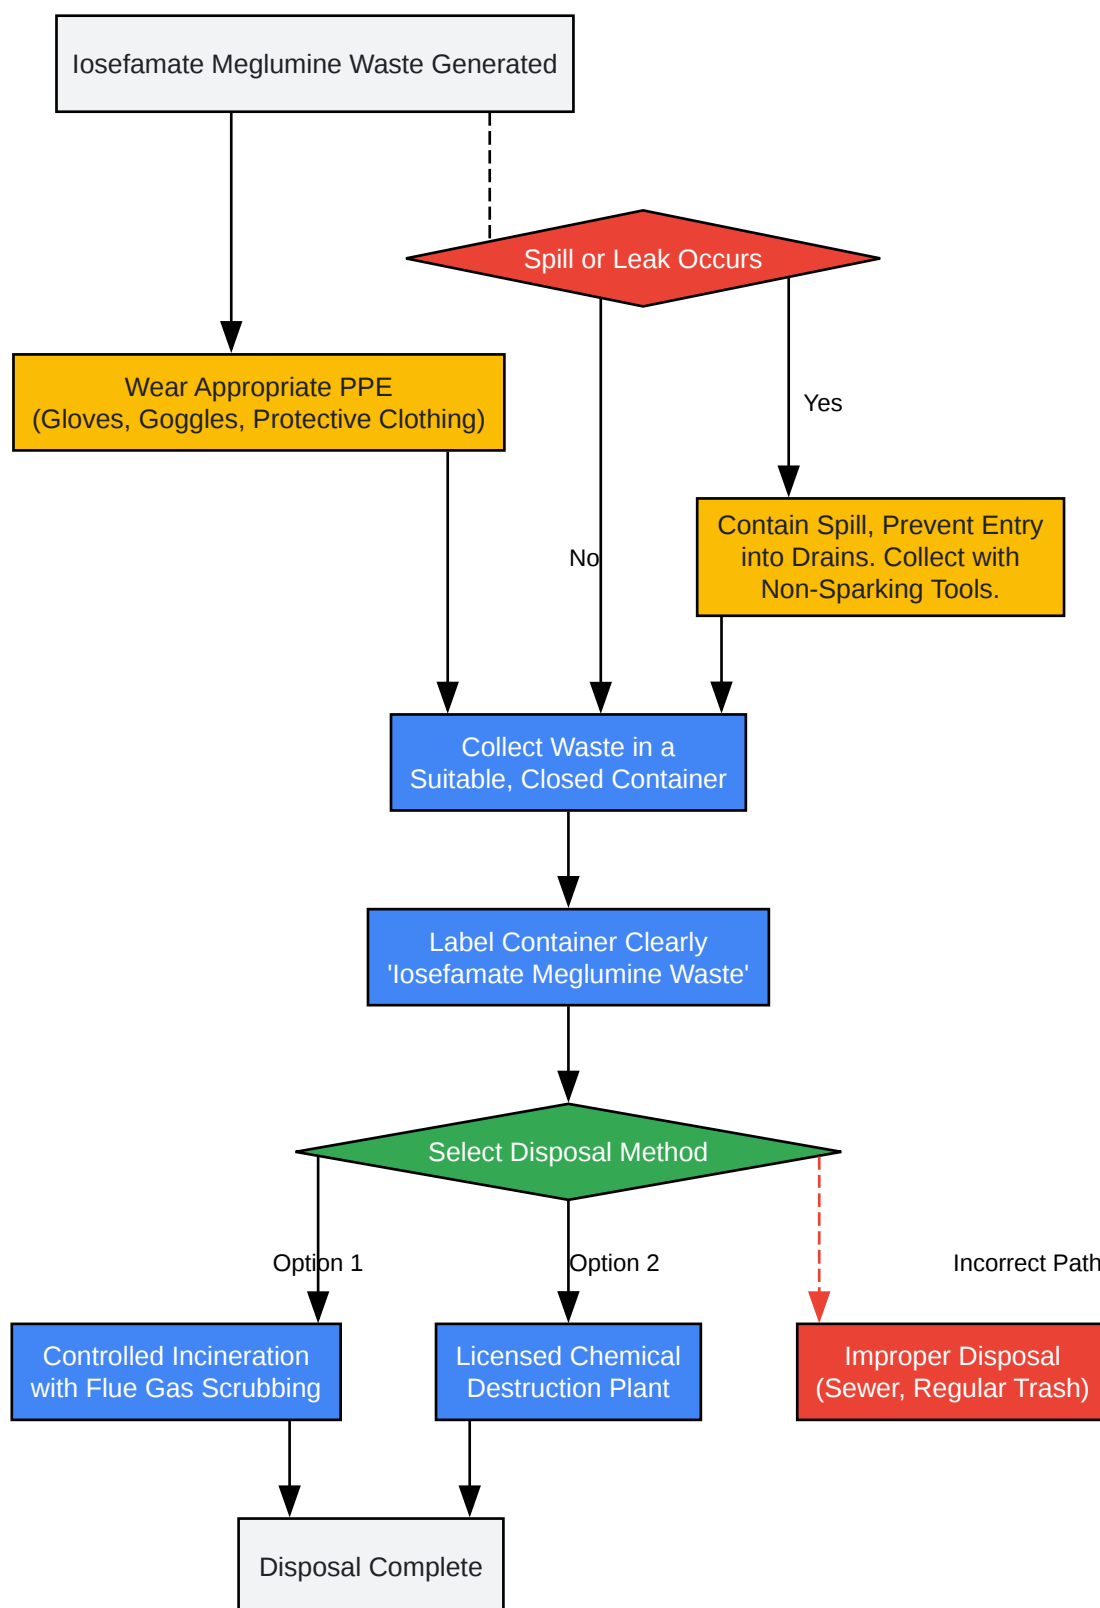 Iosefamate Meglumine Waste Generated
Spill or Leak Occurs
Wear Appropriate PPE
(Gloves, Goggles, Protective Clothing)
Yes
Contain Spill, Prevent Entry
into Drains. Collect with
Non-Sparking Tools.
No
Collect Waste in a
Suitable, Closed Container
Label Container Clearly
'Iosefamate Meglumine Waste'
Select Disposal Method
Option 1
Option 2
Incorrect Path
Controlled Incineration
with Flue Gas Scrubbing
Licensed Chemical
Destruction Plant
Improper Disposal
(Sewer, Regular Trash)
Disposal Complete